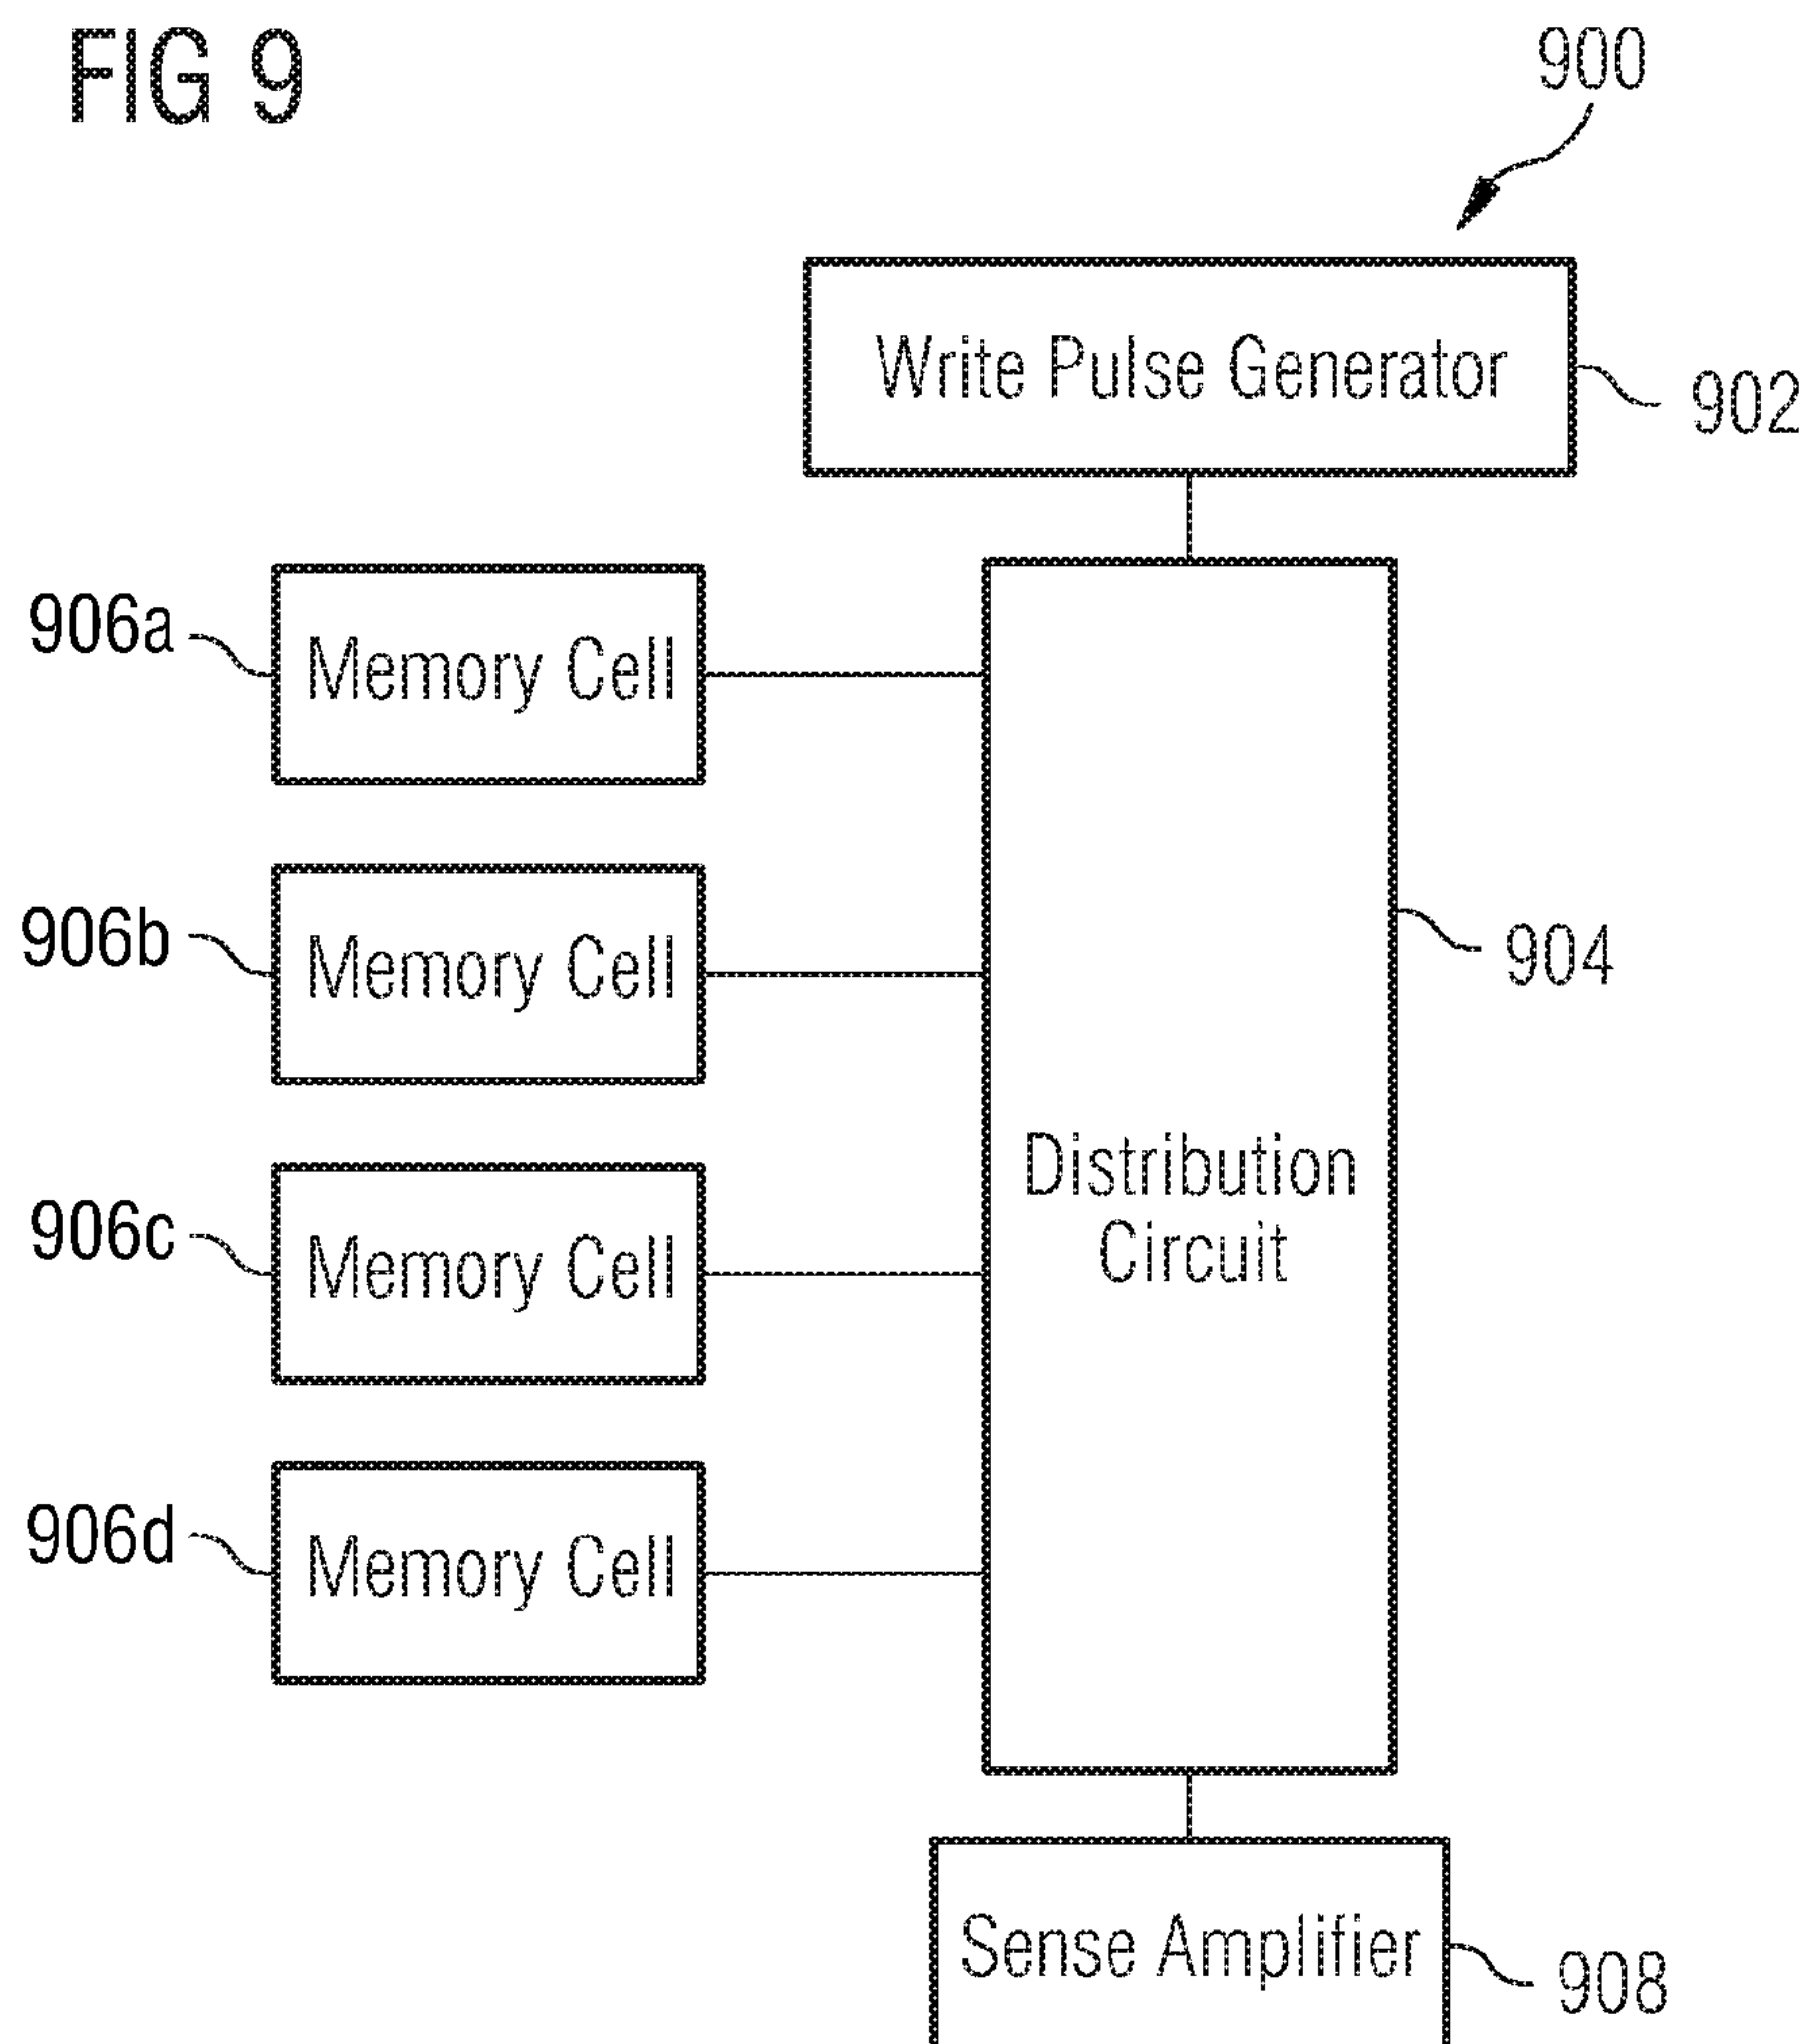 FIG 9
900
Write Pulse Generator
902
906a
Memory Cell
906b
Memory Cell
904
906c
Memory Cell
Distribution
Circuit
906d
Memory Cell
Sense Amplifier
908